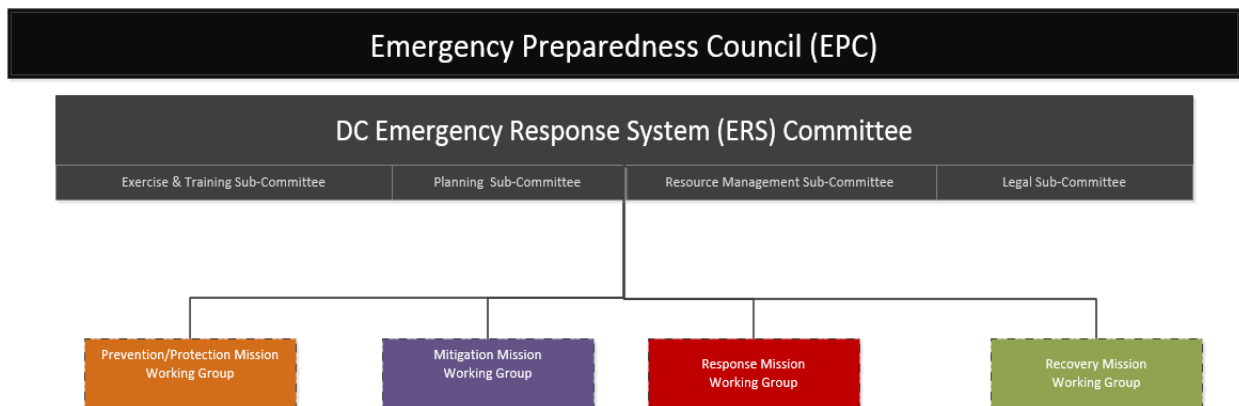 Emergency Preparedness Council (EPC)
DC Emergency Response System (ERS) Committee
Exercise & Training Sub-Committee
Planning Sub-Committee
Resource Management Sub-Committee
Legal Sub-Committee
Prevention/Protection Mission
Working Group
Mitigation Mission
Working Group
Response Mission
Working Group
Recovery Mission
Working Group